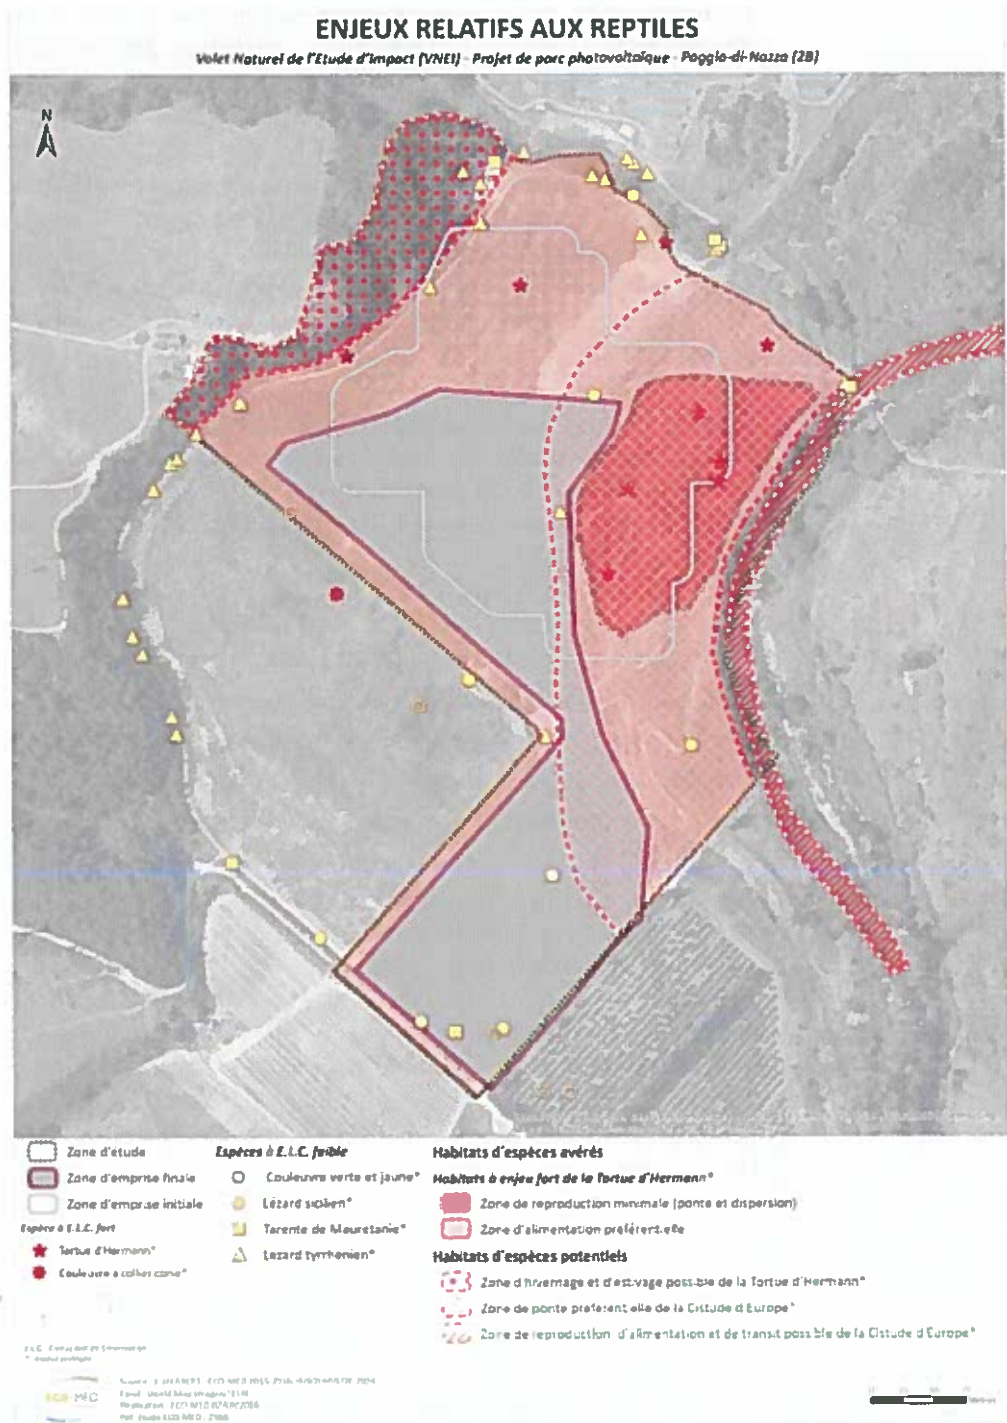 ENJEUX RELATIFS AUX REPTILES
Volet Naturel de l'Etude d'Impact (VNEI) - Projet de parc photovoltaïque - Poggio-di-Nazza (2B)
N
Zone d'étude
Zone d'emprise finale
Zone d'emprise initiale
Espèce à E.L.C. fort
Tortue d'Hermann*
Couleuvre à collier corse*
Espèces à E.L.C. faible
Couleuvre verte et jaune*
Lézard sicilien*
Tarente de Mauretanie*
Lézard tyrrhénien*
Habitats d'espèces avérés
Habitats à enjeu fort de la Tortue d'Hermann*
Zone de reproduction minimale (ponte et dispersion)
Zone d'alimentation préférentielle
Habitats d'espèces potentiels
Zone d'hivernage et d'estivage possible de la Tortue d'Hermann*
Zone de ponte préférentielle de la Cistude d'Europe*
Zone de reproduction d'alimentation et de transit possible de la Cistude d'Europe*
ECO-MED